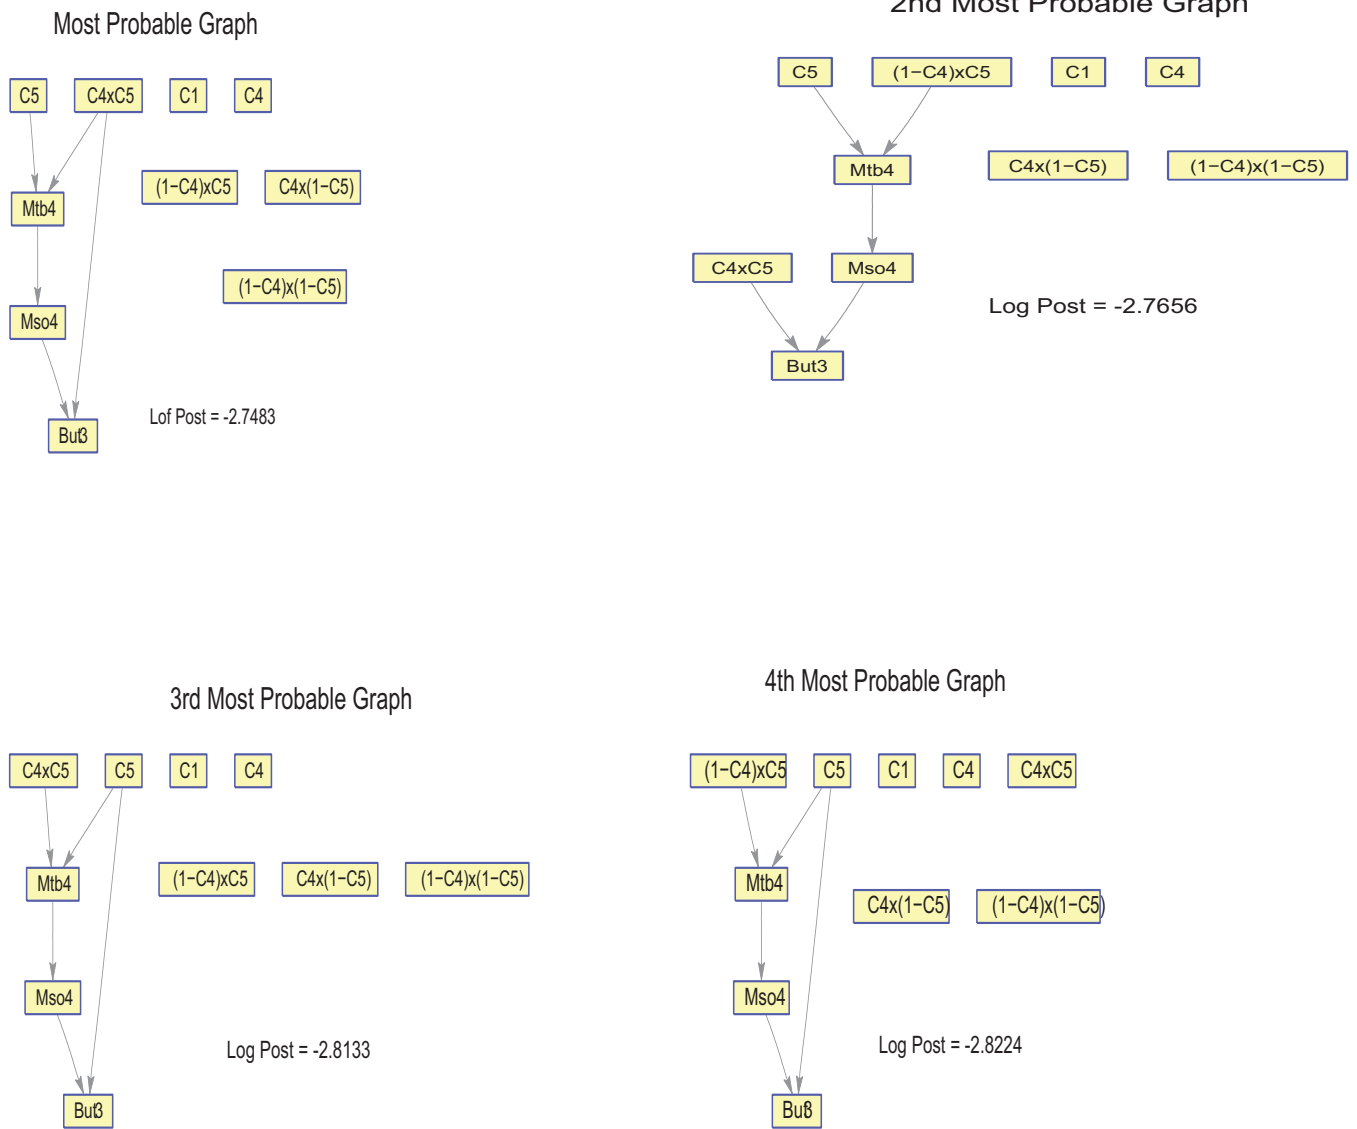 Most Probable Graph
C5 C4xC5 C1 C4
(1−C4)xC5 C4x(1−C5)
Mtb4
(1−C4)x(1−C5)
Mso4
Lof Post = -2.7483
But3
2nd Most Probable Graph
C5 (1−C4)xC5 C1 C4
Mtb4 C4x(1−C5) (1−C4)x(1−C5)
C4xC5 Mso4
Log Post = -2.7656
But3
3rd Most Probable Graph
C4xC5 C5 C1 C4
Mtb4 (1−C4)xC5 C4x(1−C5) (1−C4)x(1−C5)
Mso4
Log Post = -2.8133
But3
4th Most Probable Graph
(1−C4)xC5 C5 C1 C4 C4xC5
Mtb4
C4x(1−C5) (1−C4)x(1−C5)
Mso4
Log Post = -2.8224
But3